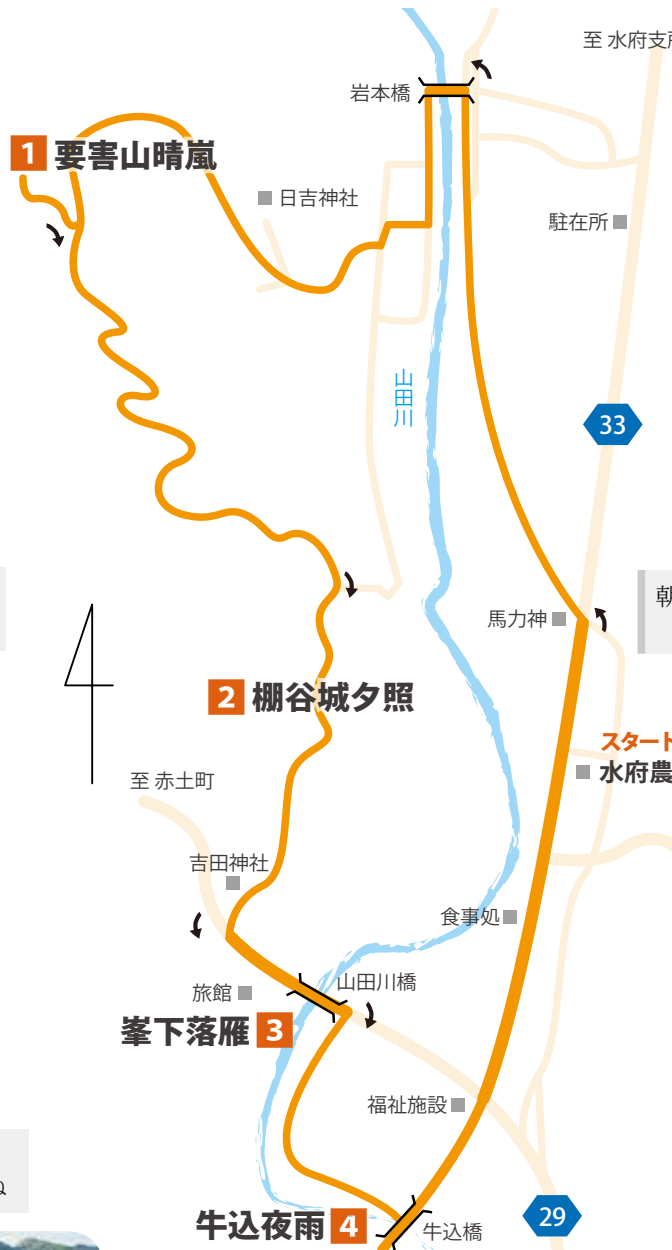 至 水府支所
岩本橋
1 要害山晴嵐
日吉神社
駐在所
山田川
33
朝
馬力神
2 棚谷城夕照
スタート
水府農
至 赤土町
吉田神社
食事処
山田川橋
旅館
峯下落雁 3
福祉施設
ね
牛込夜雨 4
牛込橋
29